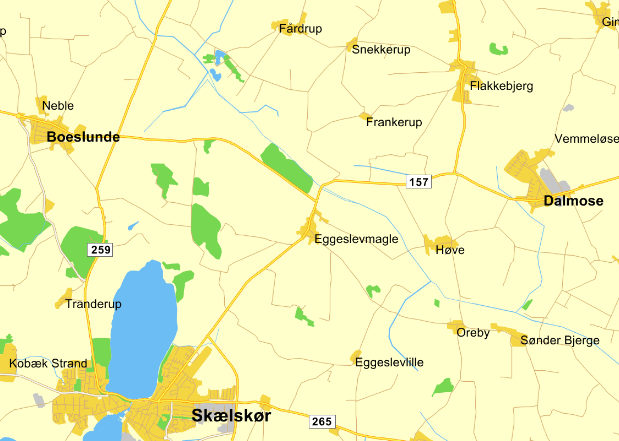 p
Fårdrup
Gim
Snekkerup
Flakkebjerg
Neble
Frankerup
Boeslunde
Vemmeløse
157
Dalmose
Eggeslevmagle
259
Høve
Tranderup
Oreby
Sønder Bjerge
Kobæk Strand
Eggeslevlille
Skælskør
265